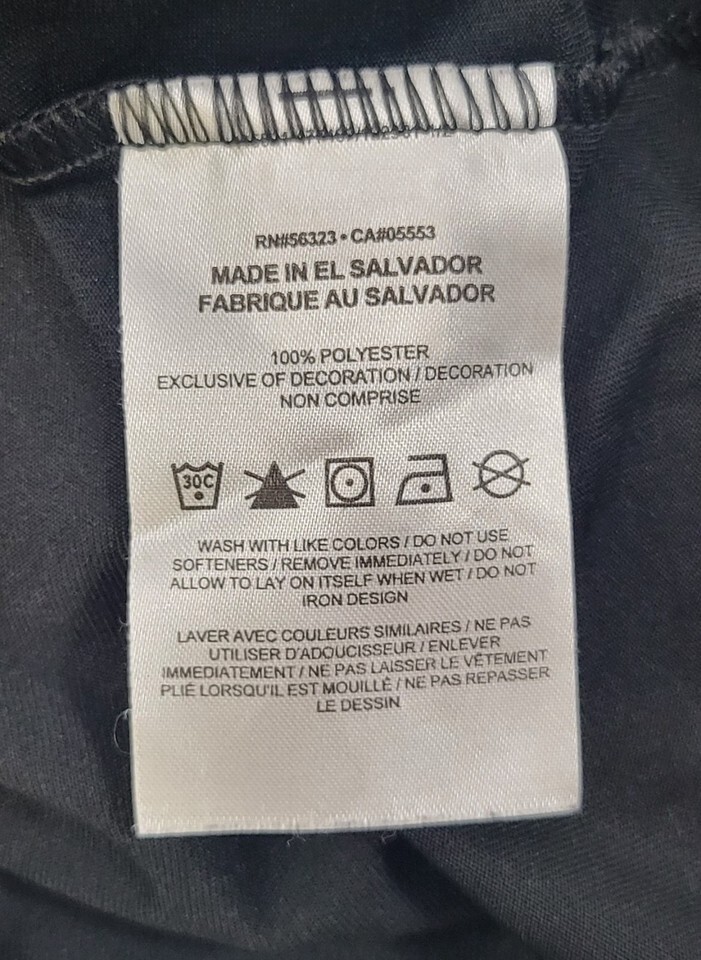 RN#56323 • CA#05553
MADE IN EL SALVADOR
FABRIQUE AU SALVADOR
100% POLYESTER
EXCLUSIVE OF DECORATION / DECORATION
NON COMPRISE
30C
WASH WITH LIKE COLORS / DO NOT USE
SOFTENERS / REMOVE IMMEDIATELY / DO NOT
ALLOW TO LAY ON ITSELF WHEN WET / DO NOT
IRON DESIGN
LAVER AVEC COULEURS SIMILAIRES / NE PAS
UTILISER D'ADOUCISSEUR / ENLEVER
IMMEDIATEMENT / NE PAS LAISSER LE VÊTEMENT
PLIÉ LORSQU'IL EST MOUILLÉ / NE PAS REPASSER
LE DESSIN